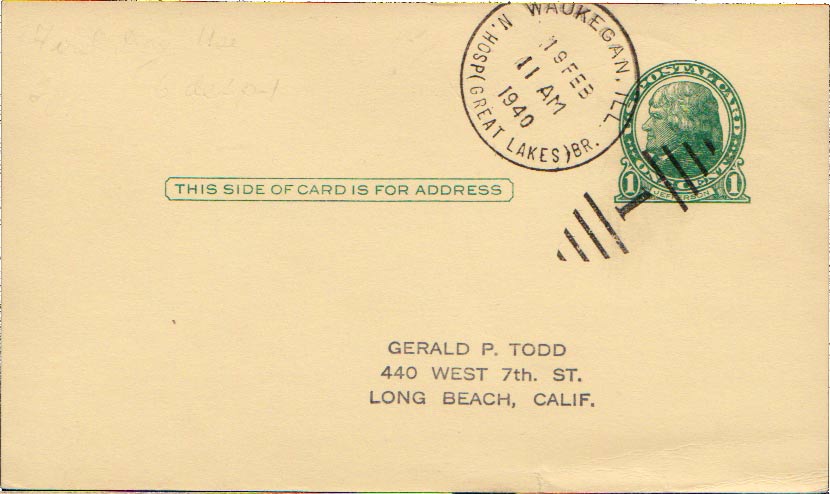 WAUKEGAN, ILL.
N. HOSP (GREAT LAKES) BR.
19 FEB
11 AM
1940
U.S. POSTAL CARD
ONE CENT
1 JEFFERSON 1
THIS SIDE OF CARD IS FOR ADDRESS
GERALD P. TODD
440 WEST 7th. ST.
LONG BEACH, CALIF.